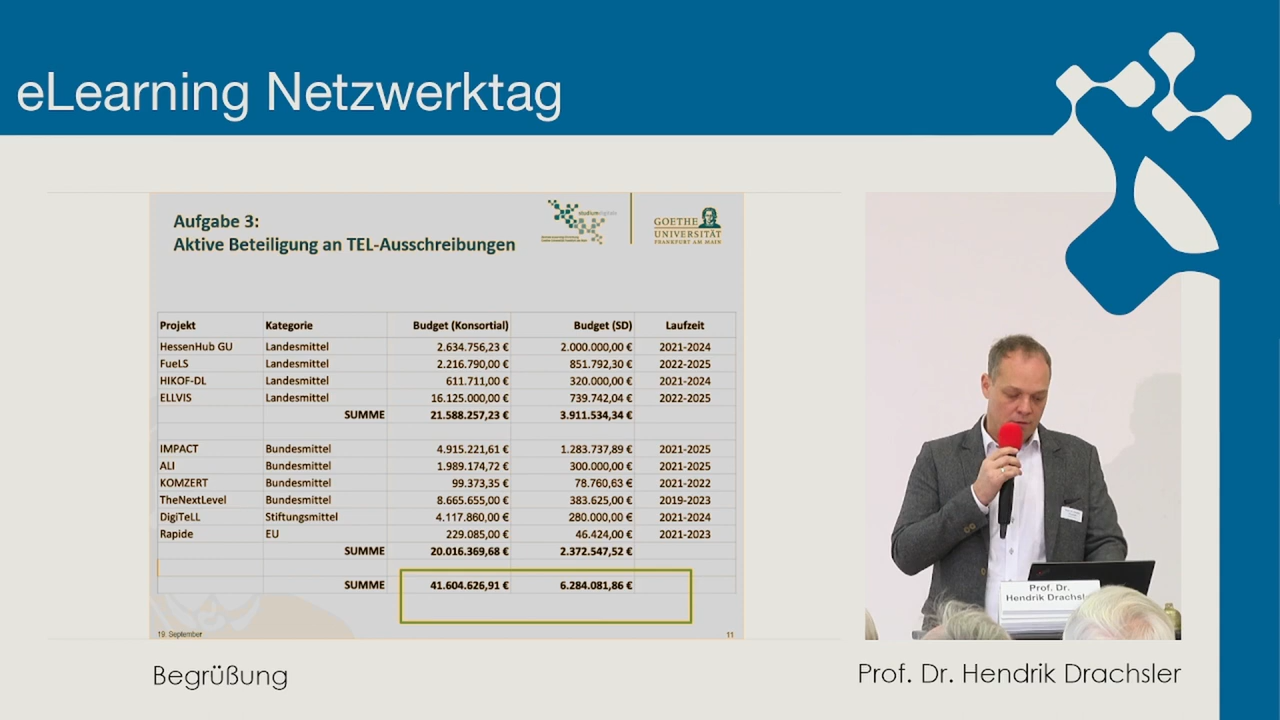 eLearning Netzwerktag
Aufgabe 3:
Aktive Beteiligung an TEL-Ausschreibungen
studiumdigitale
GOETHE
UNIVERSITÄT
FRANKFURT AM MAIN
Projekt Kategorie Budget (Konsortial) Budget (SD) Laufzeit
HessenHub GU Landesmittel 2.634.756,23 € 2.000.000,00 € 2021-2024
FueLS Landesmittel 2.216.790,00 € 851.792,30 € 2022-2025
HIKOF-DL Landesmittel 611.711,00 € 320.000,00 € 2021-2024
ELLVIS Landesmittel 16.125.000,00 € 739.742,04 € 2022-2025
SUMME 21.588.257,23 € 3.911.534,34 €
IMPACT Bundesmittel 4.915.221,61 € 1.283.737,89 € 2021-2025
ALI Bundesmittel 1.989.174,72 € 300.000,00 € 2021-2025
KOMZERT Bundesmittel 99.373,35 € 78.760,63 € 2021-2022
TheNextLevel Bundesmittel 8.665.655,00 € 383.625,00 € 2019-2023
DigiTeLL Stiftungsmittel 4.117.860,00 € 280.000,00 € 2021-2024
Rapide EU 229.085,00 € 46.424,00 € 2021-2023
SUMME 20.016.369,68 € 2.372.547,52 €
SUMME 41.604.626,91 € 6.284.081,86 €
19. September 11
Prof. Dr.
Hendrik Drachsle
Begrüßung
Prof. Dr. Hendrik Drachsler